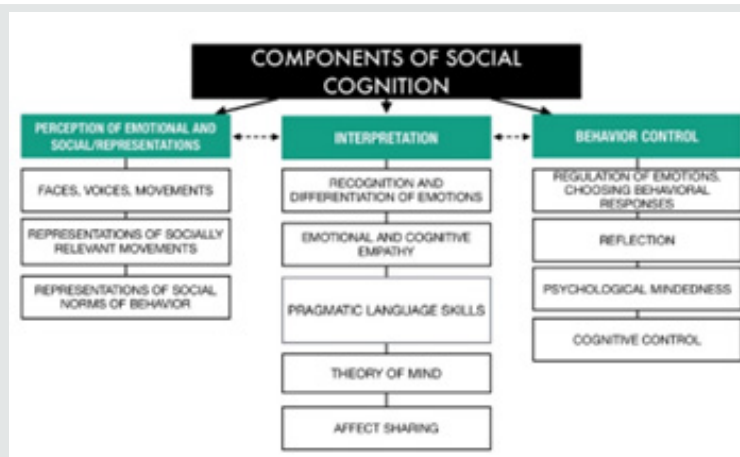 COMPONENTS OF SOCIAL
COGNITION
PERCEPTION OF EMOTIONAL AND
SOCIAL/REPRESENTATIONS
FACES, VOICES, MOVEMENTS
REPRESENTATIONS OF SOCIALLY
RELEVANT MOVEMENTS
REPRESENTATIONS OF SOCIAL
NORMS OF BEHAVIOR
INTERPRETATION
RECOGNITION AND
DIFFERENTIATION OF EMOTIONS
EMOTIONAL AND COGNITIVE
EMPATHY
PRAGMATIC LANGUAGE SKILLS
THEORY OF MIND
AFFECT SHARING
BEHAVIOR CONTROL
REGULATION OF EMOTIONS,
CHOOSING BEHAVIORAL
RESPONSES
REFLECTION
PSYCHOLOGICAL MINDEDNESS
COGNITIVE CONTROL